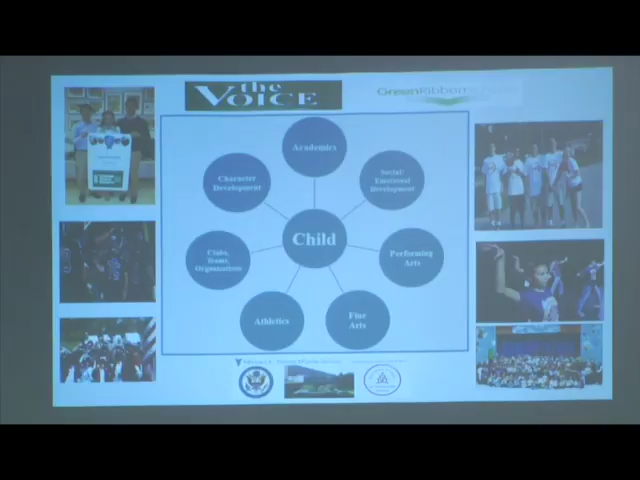 the
VOICE
GreenRibbon
Academics
Character
Development
Social/
Emotional
Development
Child
Clubs,
Teams,
Organizations
Performing
Arts
Athletics
Fine
Arts